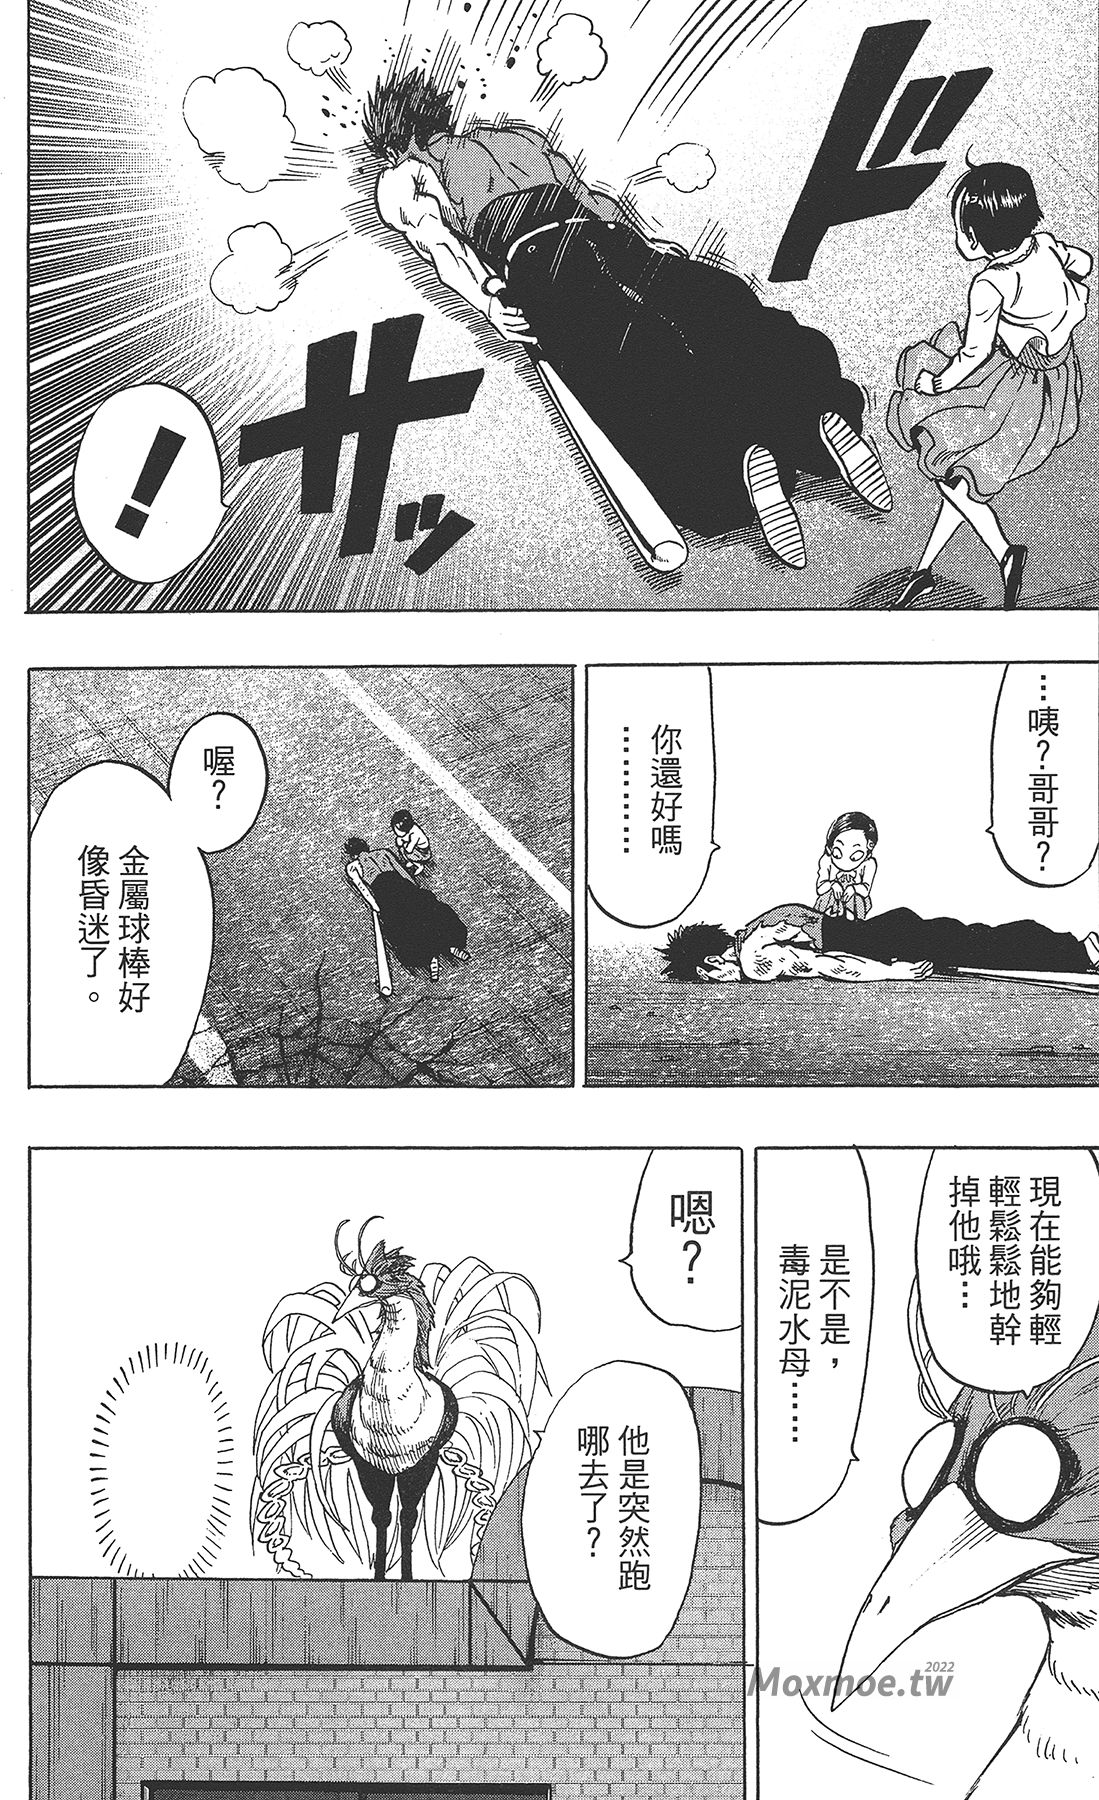 ドサッ
！
…咦？哥哥？
你還好嗎
…………
喔？
金屬球棒好
像昏迷了。
現在能夠輕
輕鬆鬆地幹
掉他哦…
是不是，
毒泥水母……
嗯？
他是突然跑
哪去了？
Moxmoe.tw
2022